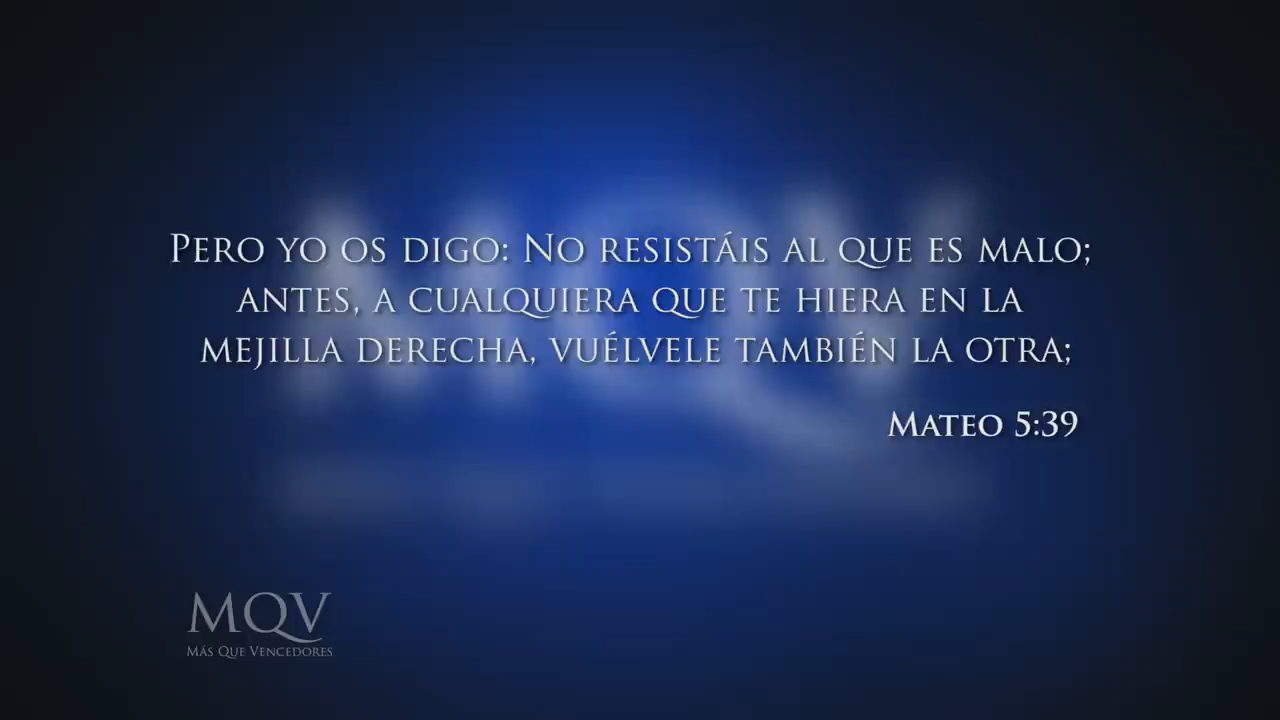 Pero yo os digo: No resistáis al que es malo;
antes, a cualquiera que te hiera en la
mejilla derecha, vuélvele también la otra;
Mateo 5:39
MQV
Más Que Vencedores